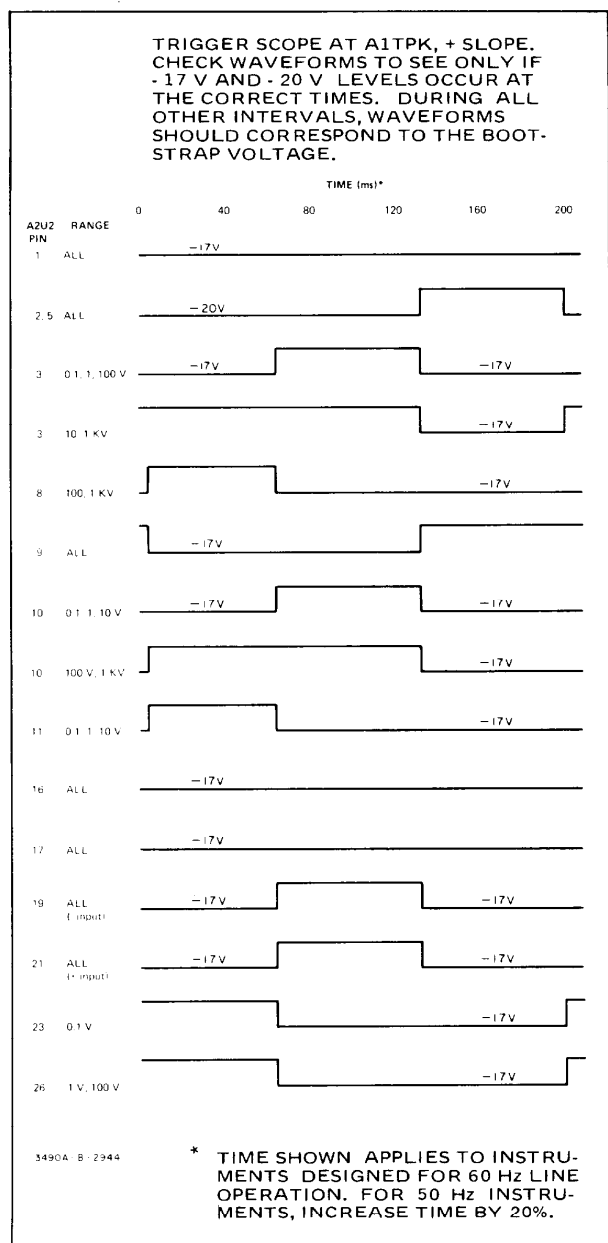 TRIGGER SCOPE AT A1TPK, + SLOPE.
CHECK WAVEFORMS TO SEE ONLY IF
- 17 V AND - 20 V LEVELS OCCUR AT
THE CORRECT TIMES. DURING ALL
OTHER INTERVALS, WAVEFORMS
SHOULD CORRESPOND TO THE BOOT-
STRAP VOLTAGE.
TIME (ms)*
0 40 80 120 160 200
A2U2 RANGE
PIN
1 ALL -17V
2, 5 ALL -20V
3 0.1, 1, 100 V -17V -17V
3 10, 1 KV -17V
8 100, 1 KV -17V
9 ALL -17V
10 0.1, 1, 10 V -17V -17V
10 100 V, 1 KV -17V
11 0.1, 1, 10 V -17V
16 ALL -17V
17 ALL -17V
19 ALL -17V -17V
input)
21 ALL -17V -17V
input)
23 0.1 V -17V
26 1 V, 100 V -17V
3490A-B-2944
* TIME SHOWN APPLIES TO INSTRU-
MENTS DESIGNED FOR 60 Hz LINE
OPERATION. FOR 50 Hz INSTRU-
MENTS, INCREASE TIME BY 20%.